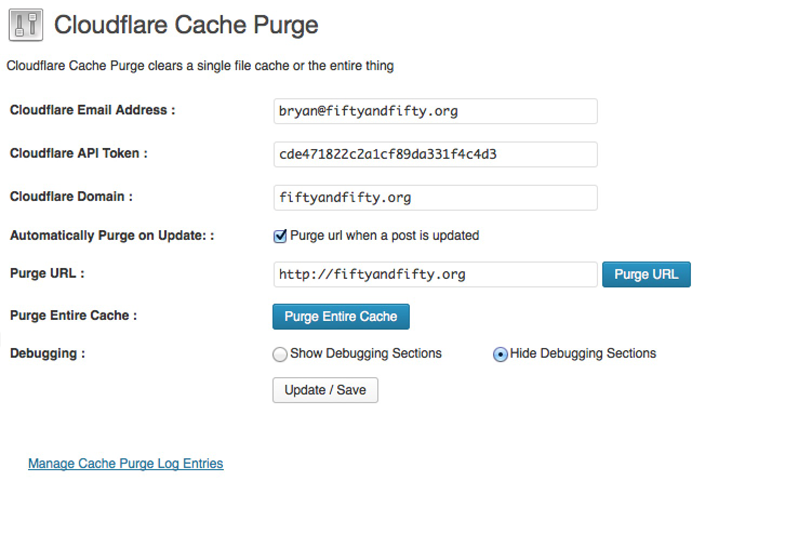 Cloudflare Cache Purge
Cloudflare Cache Purge clears a single file cache or the entire thing
Cloudflare Email Address : bryan@fiftyandfifty.org
Cloudflare API Token : cde471822c2a1cf89da331f4c4d3
Cloudflare Domain : fiftyandfifty.org
Automatically Purge on Update: : Purge url when a post is updated
Purge URL : http://fiftyandfifty.org Purge URL
Purge Entire Cache : Purge Entire Cache
Debugging : Show Debugging Sections Hide Debugging Sections
Update / Save
Manage Cache Purge Log Entries